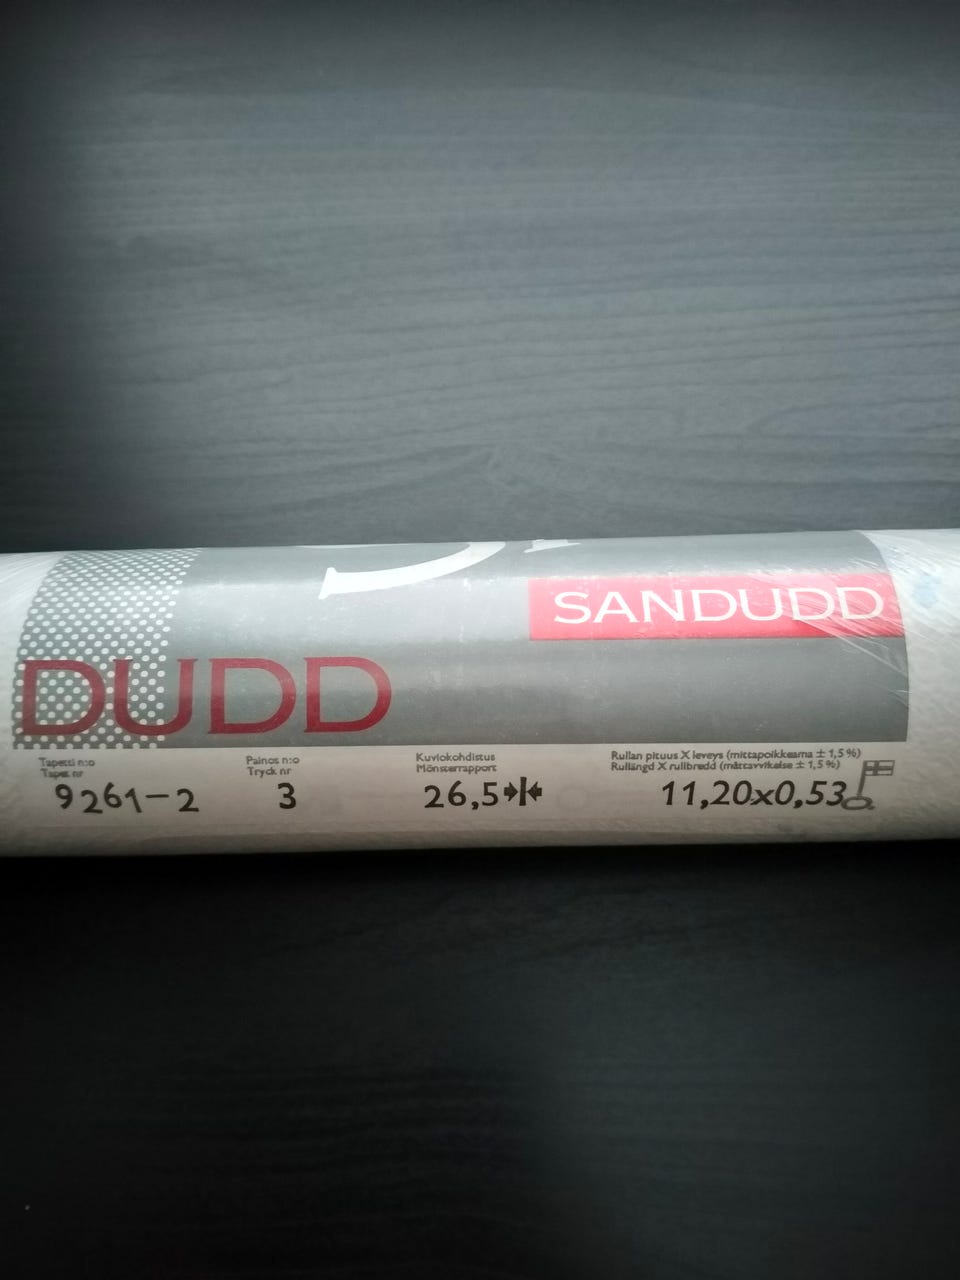 SANDUDD
DUDD
Tapetti n:o
Tapet nr
9261-2
Painos n:o
Tryck nr
3
Kuviokohdistus
Mönsterrapport
26,5
Rullan pituus X leveys (mittapoikkeama ± 1,5 %)
Rullängd X rullbredd (måttavvikelse ± 1,5 %)
11,20x0,53